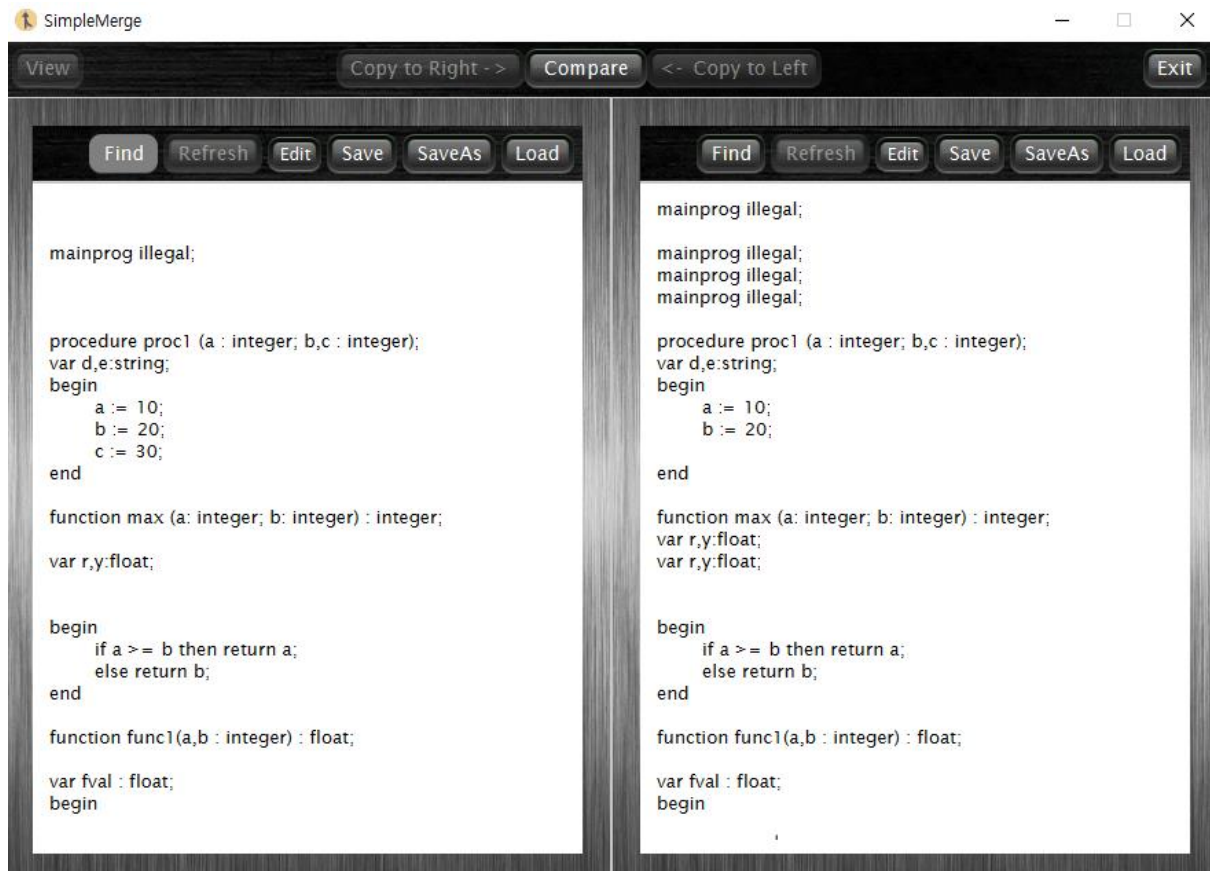 SimpleMerge
View Copy to Right -> Compare <- Copy to Left Exit
Find Refresh Edit Save SaveAs Load
mainprog illegal;
procedure proc1 (a : integer; b,c : integer);
var d,e:string;
begin
a := 10;
b := 20;
c := 30;
end
function max (a: integer; b: integer) : integer;
var r,y:float;
begin
if a >= b then return a;
else return b;
end
function func1(a,b : integer) : float;
var fval : float;
begin
Find Refresh Edit Save SaveAs Load
mainprog illegal;
mainprog illegal;
mainprog illegal;
mainprog illegal;
procedure proc1 (a : integer; b,c : integer);
var d,e:string;
begin
a := 10;
b := 20;
end
function max (a: integer; b: integer) : integer;
var r,y:float;
var r,y:float;
begin
if a >= b then return a;
else return b;
end
function func1(a,b : integer) : float;
var fval : float;
begin